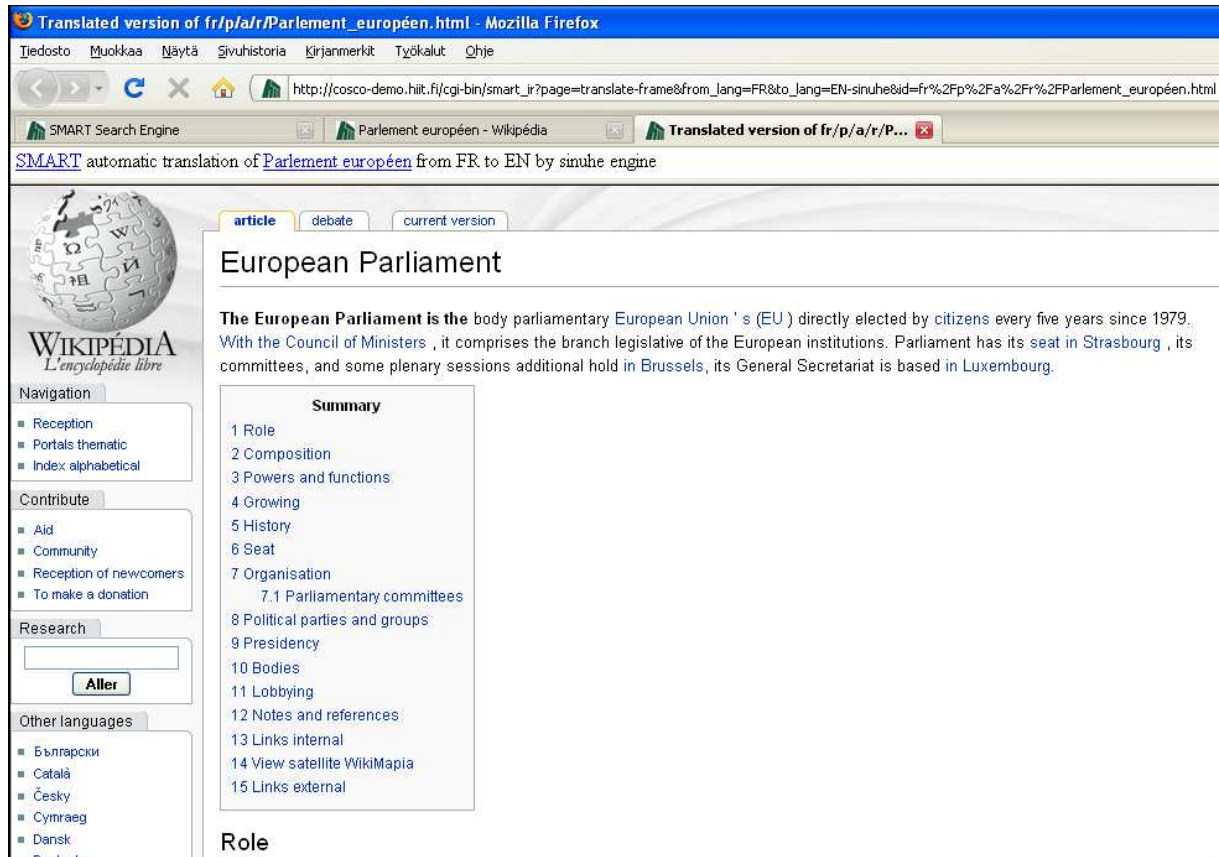 Translated version of fr/p/a/r/Parlement_européen.html - Mozilla Firefox
Tiedosto Muokkaa Näytä Sivuhistoria Kirjanmerkit Työkalut Ohje
http://cosco-demo.hiit.fi/cgi-bin/smart_ir?page=translate-frame&from_lang=FR&to_lang=EN-sinuhe&id=fr%2Fp%2Fa%2Fr%2FParlement_européen.html
SMART Search Engine Parlement européen - Wikipédia Translated version of fr/p/a/r/P...
SMART automatic translation of Parlement européen from FR to EN by sinuhe engine
article debate current version
European Parliament
The European Parliament is the body parliamentary European Union ' s (EU ) directly elected by citizens every five years since 1979.
With the Council of Ministers , it comprises the branch legislative of the European institutions. Parliament has its seat in Strasbourg , its
committees, and some plenary sessions additional hold in Brussels, its General Secretariat is based in Luxembourg.
WIKIPÉDIA
L'encyclopédie libre
Navigation
Reception
Portals thematic
Index alphabetical
Contribute
Aid
Community
Reception of newcomers
To make a donation
Research
Aller
Other languages
Български
Català
Česky
Cymraeg
Dansk
Summary
1 Role
2 Composition
3 Powers and functions
4 Growing
5 History
6 Seat
7 Organisation
7.1 Parliamentary committees
8 Political parties and groups
9 Presidency
10 Bodies
11 Lobbying
12 Notes and references
13 Links internal
14 View satellite WikiMapia
15 Links external
Role